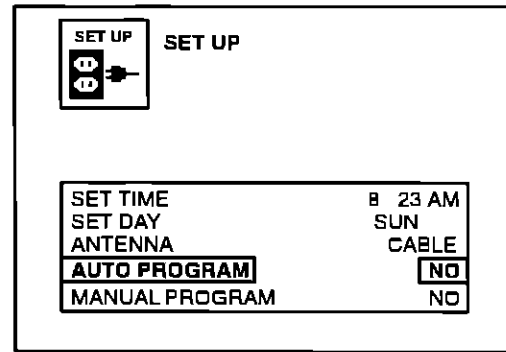 SET UP
SET UP
SET TIME 8 23 AM
SET DAY SUN
ANTENNA CABLE
AUTO PROGRAM NO
MANUAL PROGRAM NO